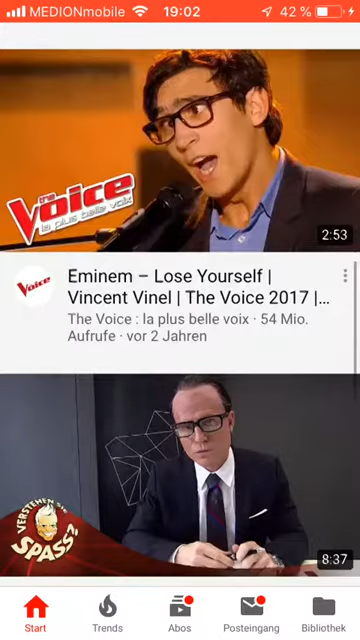 MEDIONmobile 19:02 42 %
the Voice
la plus belle voix
2:53
Voice
Eminem – Lose Yourself |
Vincent Vinel | The Voice 2017 |...
The Voice : la plus belle voix · 54 Mio.
Aufrufe · vor 2 Jahren
VERSTEHEN SIE
SPASS?
8:37
Start Trends Abos Posteingang Bibliothek